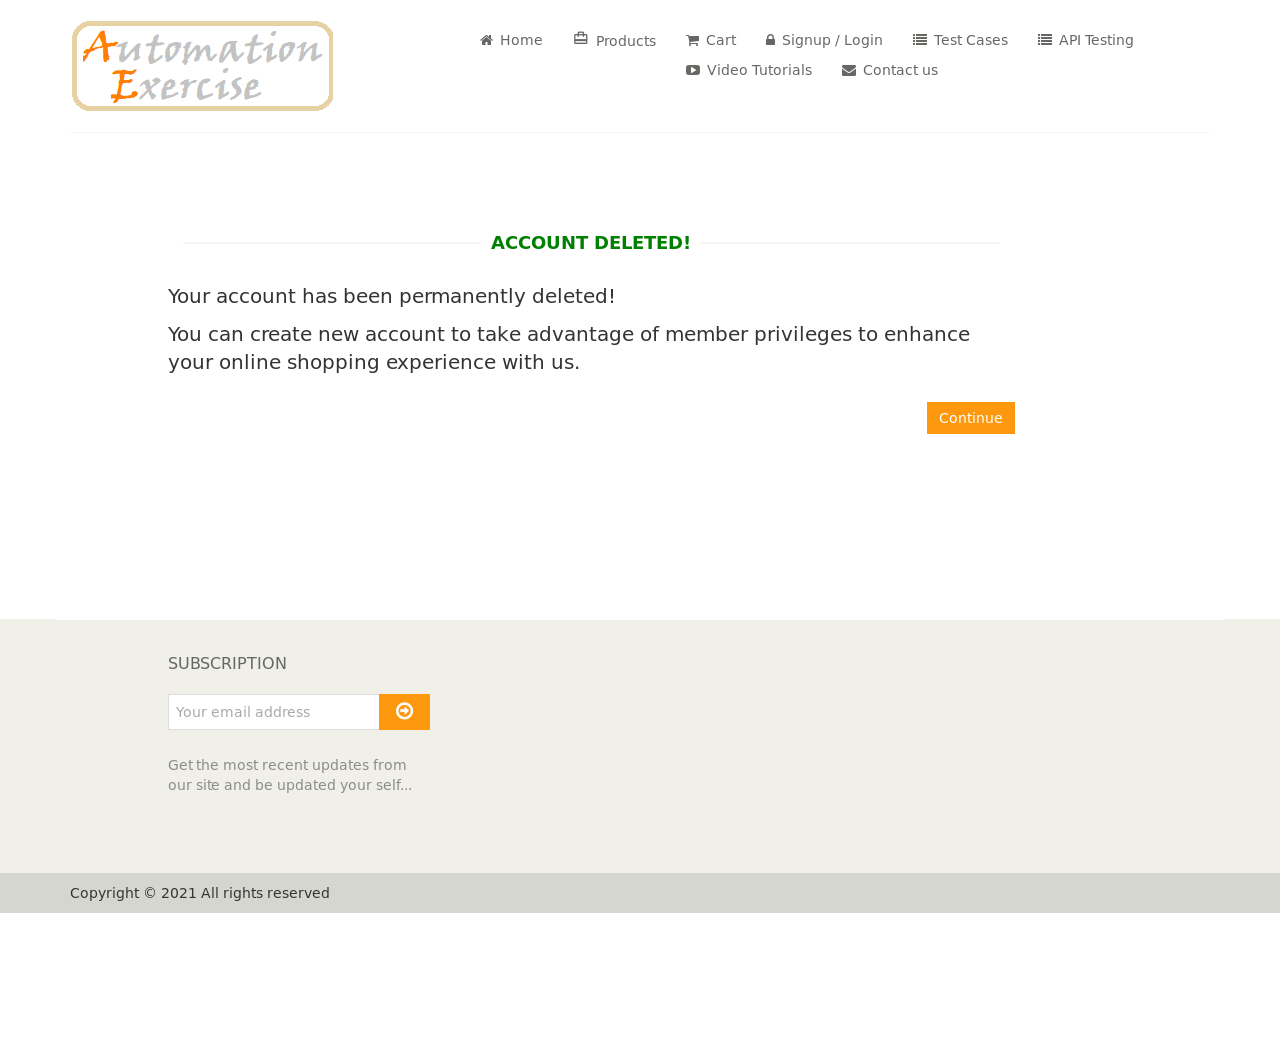 Automation
Exercise
Home
Products
Cart
Signup / Login
Test Cases
API Testing
Video Tutorials
Contact us
ACCOUNT DELETED!
Your account has been permanently deleted!
You can create new account to take advantage of member privileges to enhance
your online shopping experience with us.
Continue
SUBSCRIPTION
Your email address
Get the most recent updates from
our site and be updated your self...
Copyright © 2021 All rights reserved